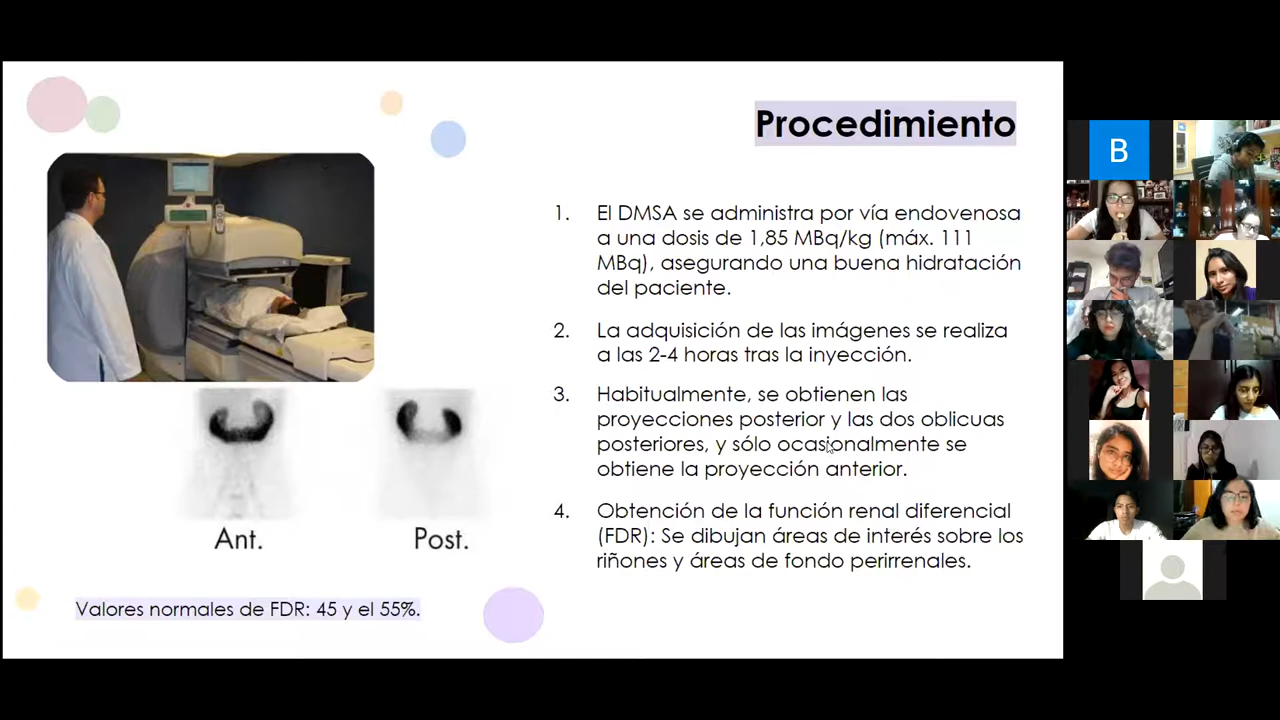 Procedimiento
1. El DMSA se administra por vía endovenosa
a una dosis de 1,85 MBq/kg (máx. 111
MBq), asegurando una buena hidratación
del paciente.
2. La adquisición de las imágenes se realiza
a las 2-4 horas tras la inyección.
3. Habitualmente, se obtienen las
proyecciones posterior y las dos oblicuas
posteriores, y sólo ocasionalmente se
obtiene la proyección anterior.
4. Obtención de la función renal diferencial
(FDR): Se dibujan áreas de interés sobre los
riñones y áreas de fondo perirrenales.
Ant.
Post.
Valores normales de FDR: 45 y el 55%.
B